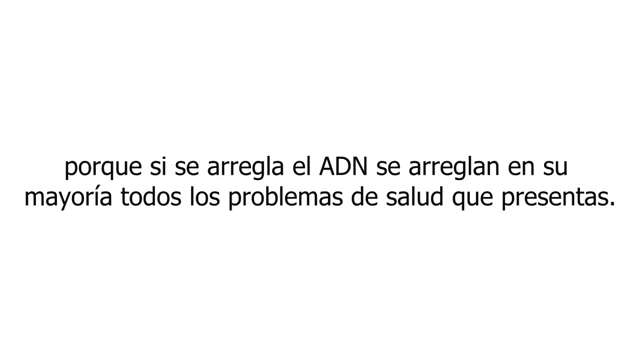 porque si se arregla el ADN se arreglan en su
mayoría todos los problemas de salud que presentas.